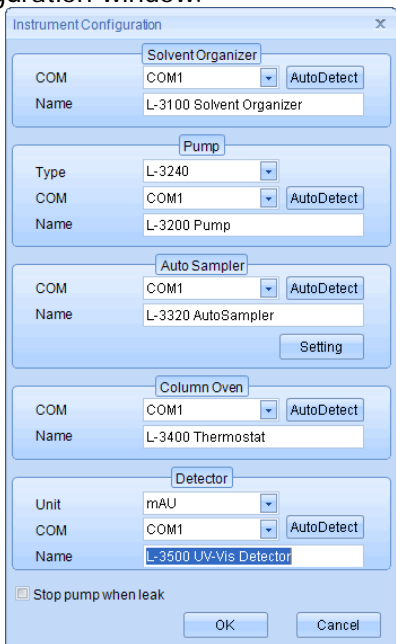 guration window.
Instrument Configuration x
Solvent Organizer
COM COM1 AutoDetect
Name L-3100 Solvent Organizer
Pump
Type L-3240
COM COM1 AutoDetect
Name L-3200 Pump
Auto Sampler
COM COM1 AutoDetect
Name L-3320 AutoSampler
Setting
Column Oven
COM COM1 AutoDetect
Name L-3400 Thermostat
Detector
Unit mAU
COM COM1 AutoDetect
Name L-3500 UV-Vis Detector
Stop pump when leak
OK Cancel